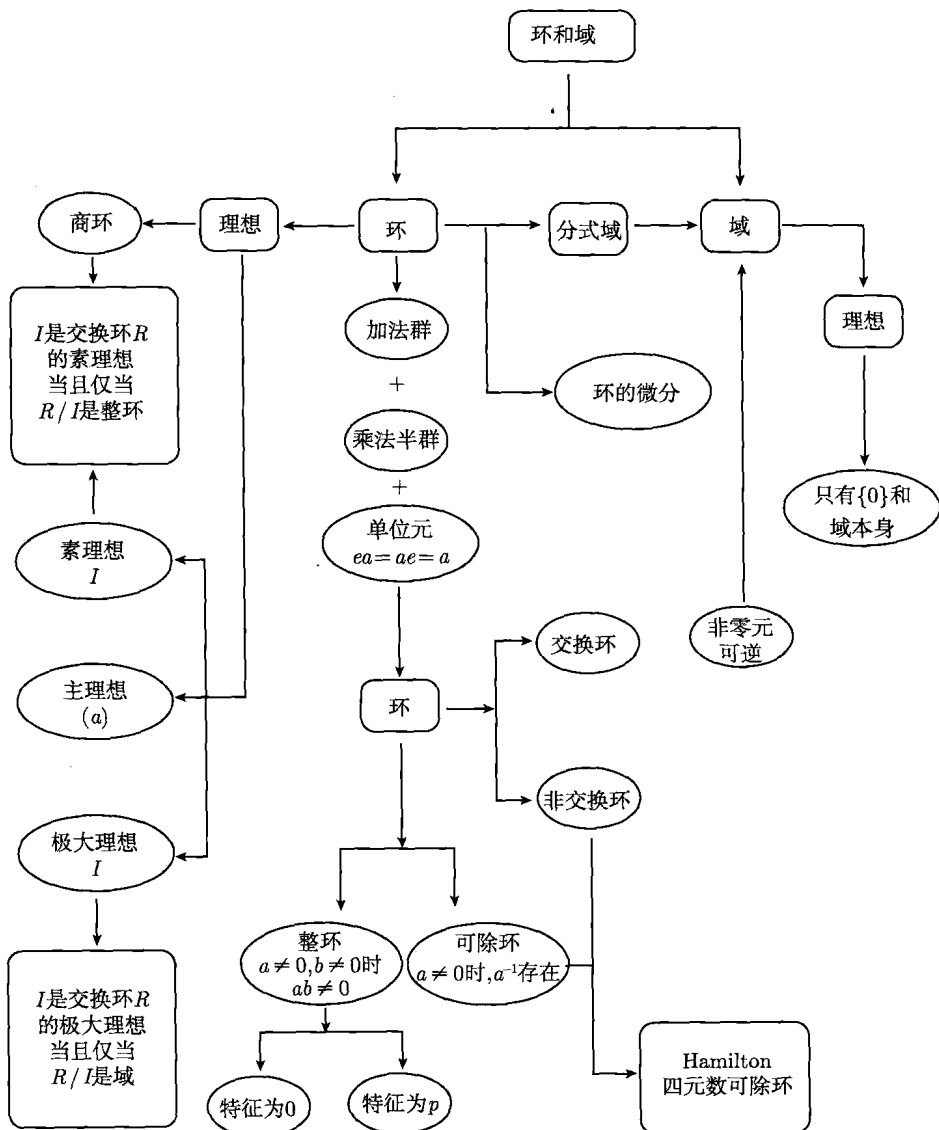 环和域
商环
理想
环
分式域
域
I是交换环R
的素理想
当且仅当
R/I是整环
加法群
+
乘法半群
+
单位元
ea=ae=a
环的微分
理想
只有{0}和
域本身
素理想
I
主理想
(a)
极大理想
I
I是交换环R
的极大理想
当且仅当
R/I是域
环
交换环
非交换环
非零元
可逆
整环
a≠0,b≠0时
ab≠0
可除环
a≠0时,a⁻¹存在
特征为0
特征为p
Hamilton
四元数可除环